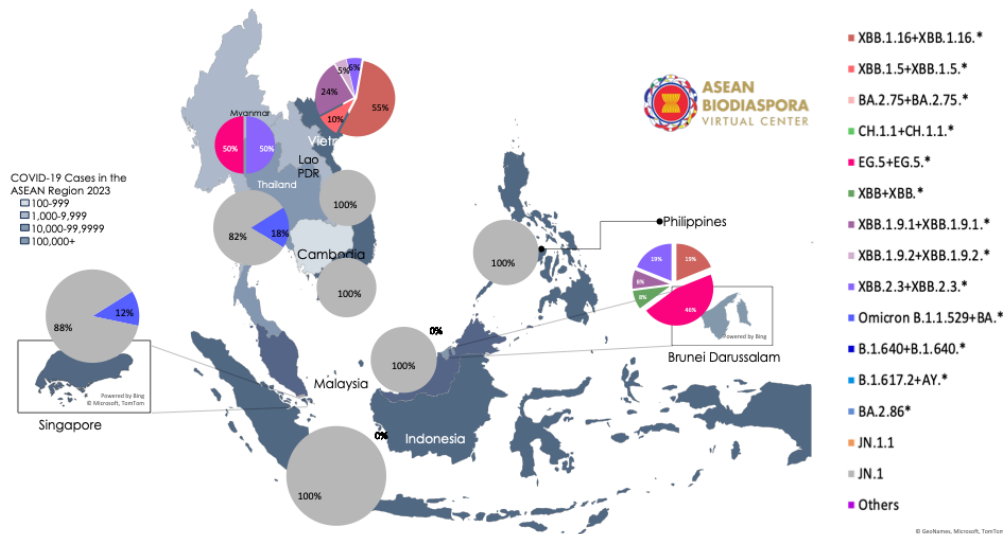 ASEAN
BIODIASPORA
VIRTUAL CENTER
5%
6%
24%
55%
10%
Vietn
Myanmar
50%
50%
Lao
PDR
Thailand
100%
COVID-19 Cases in the
ASEAN Region 2023
100-999
1,000-9,999
10,000-99,9999
100,000+
82%
18%
Cambodia
100%
Philippines
100%
19%
19%
6%
8%
46%
Powered by Bing
Brunei Darussalam
88%
12%
Powered by Bing
© Microsoft, TomTom
Singapore
0%
100%
Malaysia
0%
Indonesia
100%
XBB.1.16+XBB.1.16.*
XBB.1.5+XBB.1.5.*
BA.2.75+BA.2.75.*
CH.1.1+CH.1.1.*
EG.5+EG.5.*
XBB+XBB.*
XBB.1.9.1+XBB.1.9.1.*
XBB.1.9.2+XBB.1.9.2.*
XBB.2.3+XBB.2.3.*
Omicron B.1.1.529+BA.*
B.1.640+B.1.640.*
B.1.617.2+AY.*
BA.2.86*
JN.1.1
JN.1
Others
© GeoNames, Microsoft, TomTom